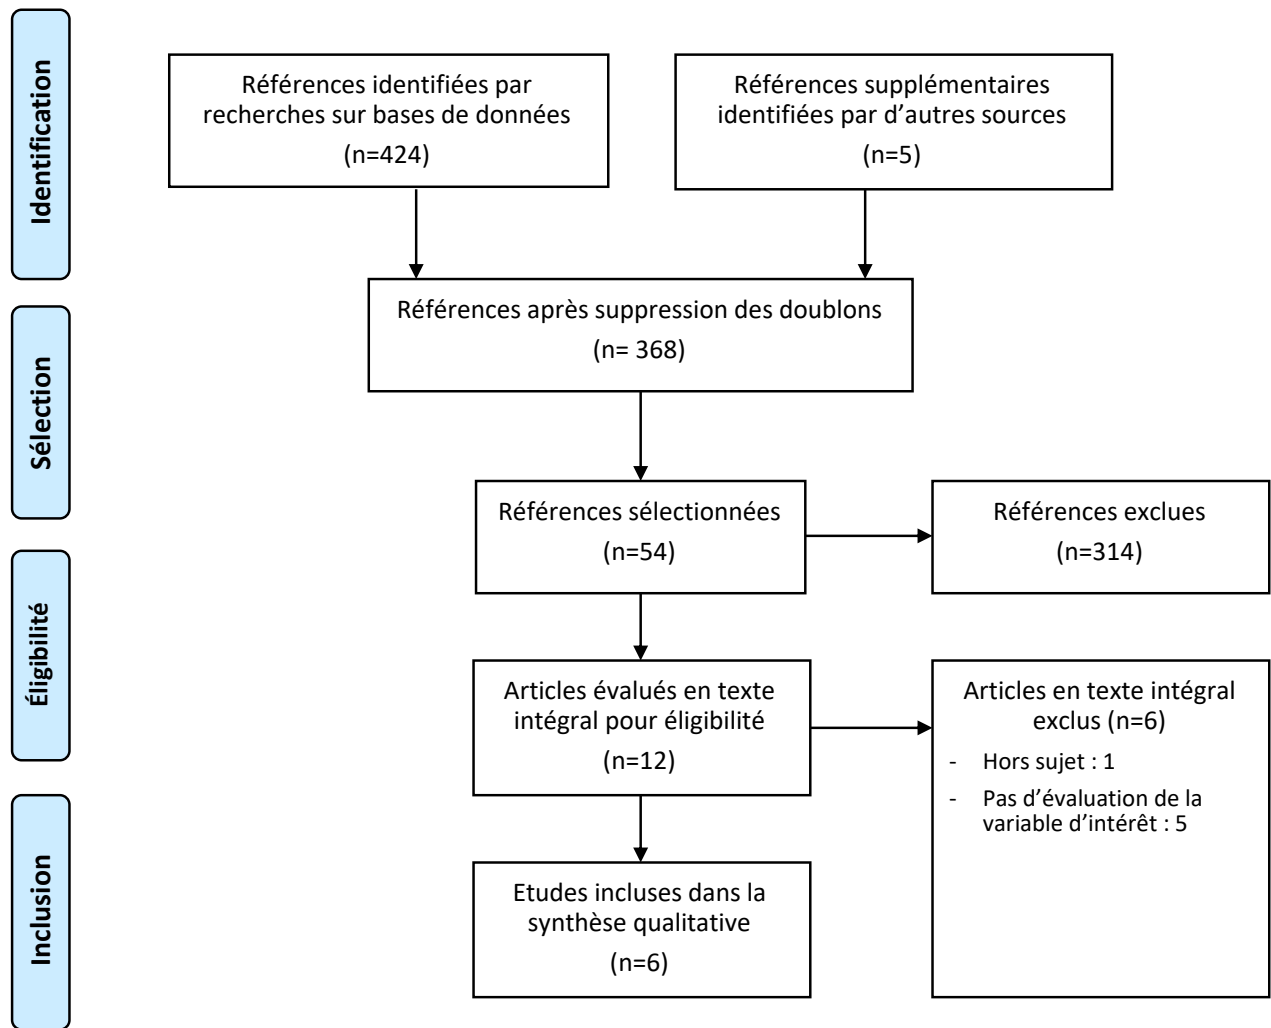 Identification
Références identifiées par
recherches sur bases de données
(n=424)
Références supplémentaires
identifiées par d’autres sources
(n=5)
Sélection
Références après suppression des doublons
(n= 368)
Références sélectionnées
(n=54)
Références exclues
(n=314)
Éligibilité
Articles évalués en texte
intégral pour éligibilité
(n=12)
Articles en texte intégral
exclus (n=6)
- Hors sujet : 1
- Pas d’évaluation de la
variable d’intérêt : 5
Inclusion
Etudes incluses dans la
synthèse qualitative
(n=6)